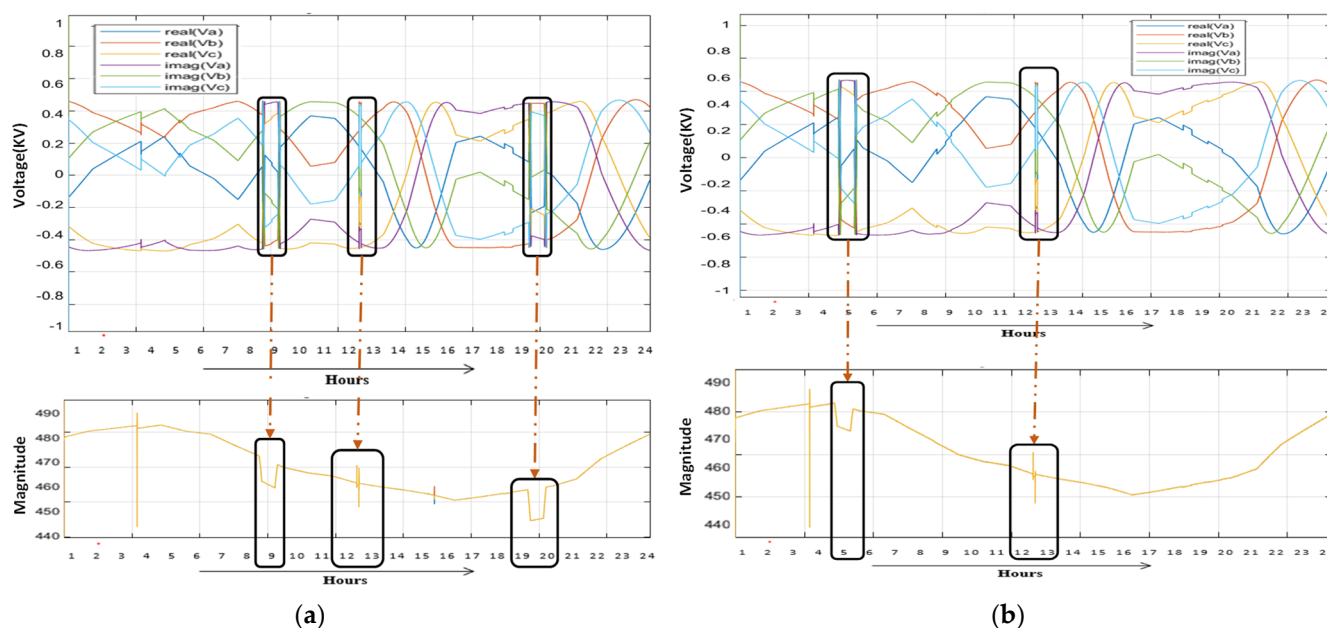 1
0.8
0.4
0.2
0
-0.2
-0.4
-0.6
-0.8
-1
Voltage(KV)
real(Va)
real(Vb)
real(Vc)
imag(Va)
imag(Vb)
imag(Vc)
1 2 3 4 5 6 7 8 9 10 11 12 13 14 15 16 17 18 19 20 21 22 23 24
Hours
490
480
470
460
450
440
Magnitude
1 2 3 4 5 6 7 8 9 10 11 12 13 14 15 16 17 18 19 20 21 22 23 24
Hours
(a)
1
0.8
0.6
0.4
0.2
0
-0.2
-0.4
-0.6
-0.8
-1
Voltage(KV)
real(Va)
real(Vb)
real(Vc)
imag(Va)
imag(Vb)
imag(Vc)
1 2 3 4 5 6 7 8 9 10 11 12 13 14 15 16 17 18 19 20 21 22 23
Hours
490
480
470
460
450
440
Magnitude
1 2 3 4 5 6 7 8 9 10 11 12 13 14 15 16 17 18 19 20 21 22 23
Hours
(b)